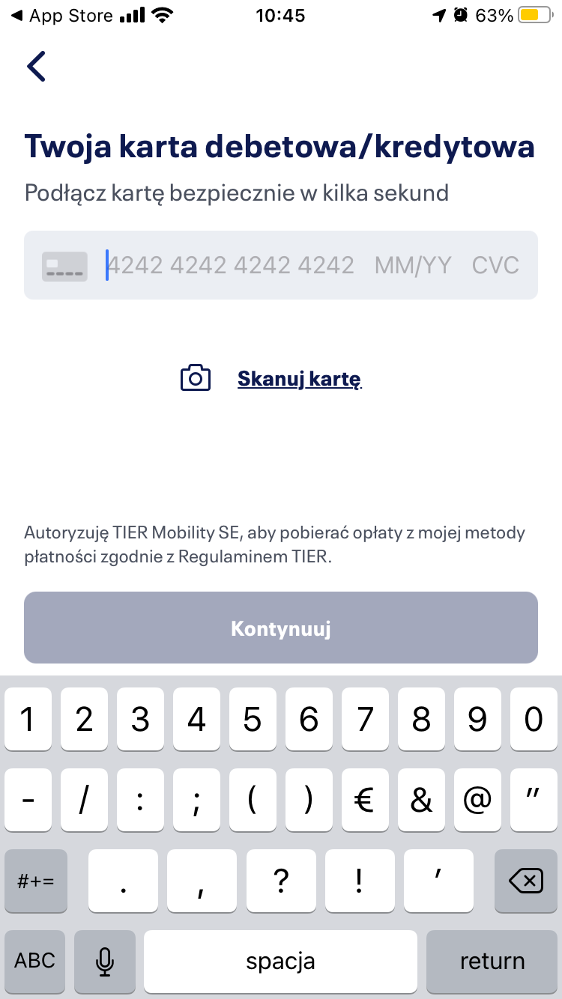 App Store 10:45 63%
Twoja karta debetowa/kredytowa
Podłącz kartę bezpiecznie w kilka sekund
4242 4242 4242 4242 MM/YY CVC
Skanuj kartę
Autoryzuję TIER Mobility SE, aby pobierać opłaty z mojej metody
płatności zgodnie z Regulaminem TIER.
Kontynuuj
1 2 3 4 5 6 7 8 9 0
- / : ; ( ) € & @ "
#+= . , ? ! '
ABC spacja return